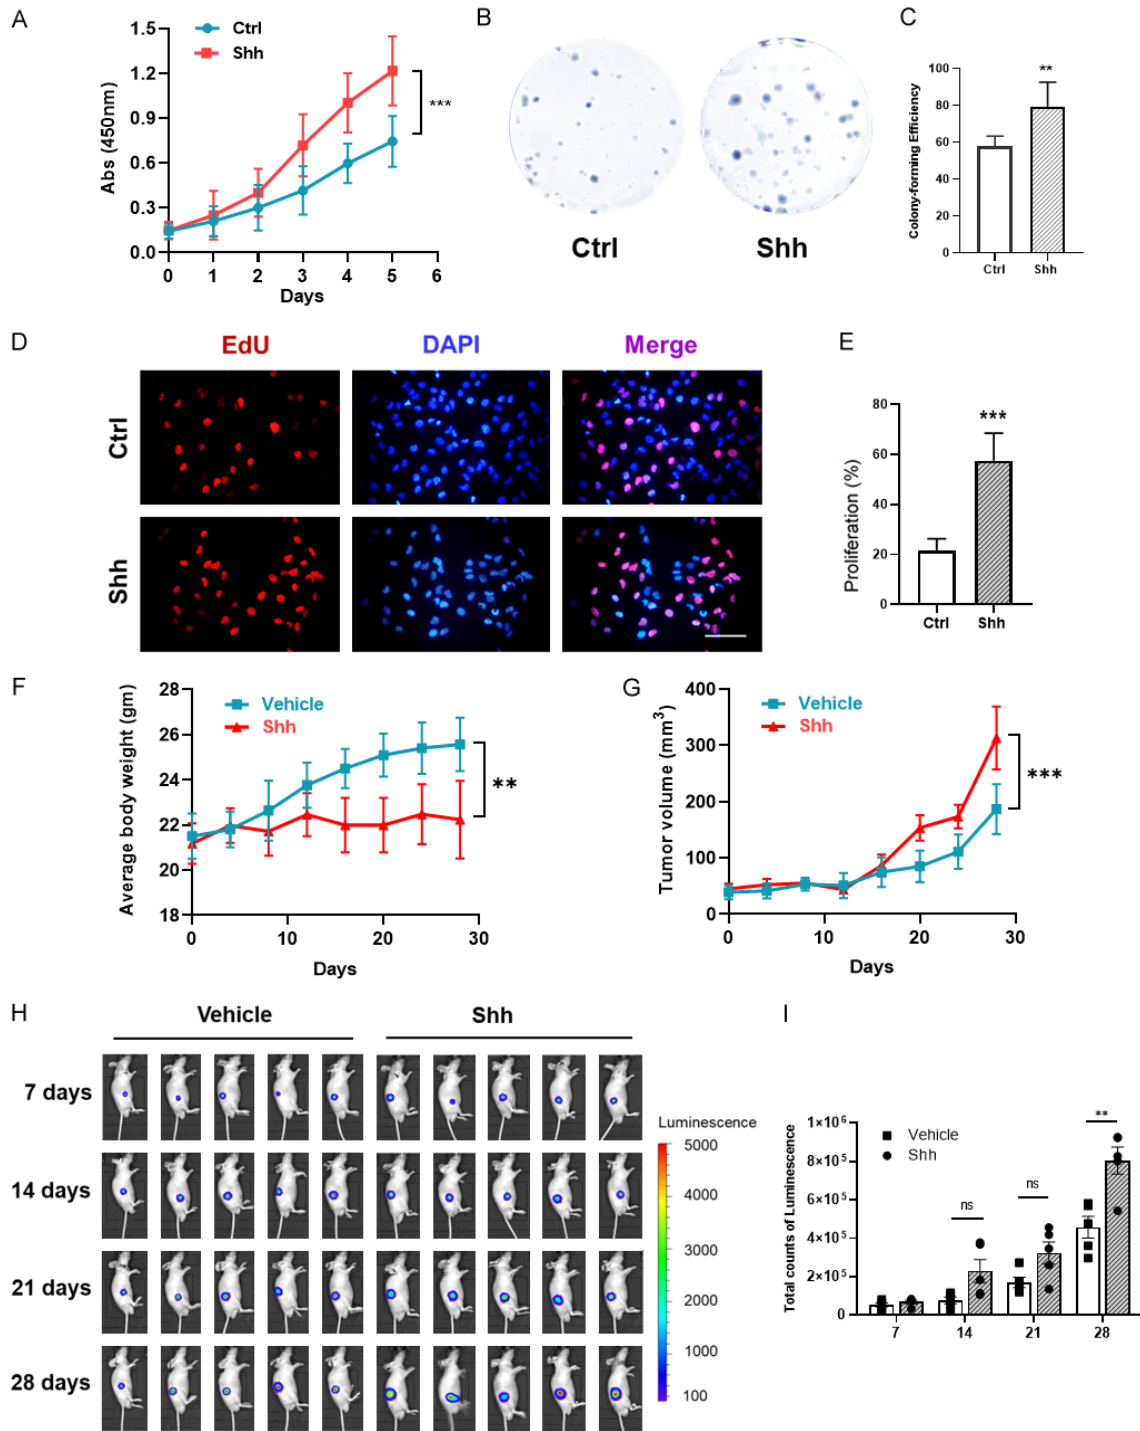 A
Ctrl
Shh
Abs (450nm)
1.5
1.2
0.9
0.6
0.3
0.0
***
0 1 2 3 4 5 6
Days
B
Ctrl
Shh
C
Colony-forming Efficiency
100
80
60
40
20
0
**
Ctrl Shh
D
EdU DAPI Merge
Ctrl
Shh
E
Proliferation (%)
80
60
40
20
0
***
Ctrl Shh
F
Vehicle
Shh
Average body weight (gm)
28
26
24
22
20
18
**
0 10 20 30
Days
G
Vehicle
Shh
Tumor volume (mm³)
400
300
200
100
0
***
0 10 20 30
Days
H
Vehicle Shh
7 days
14 days
21 days
28 days
Luminescence
5000
4000
3000
2000
1000
100
I
Vehicle
Shh
Total counts of Luminescence
1×10⁶
8×10⁵
6×10⁵
4×10⁵
2×10⁵
0
ns
ns
**
7 14 21 28